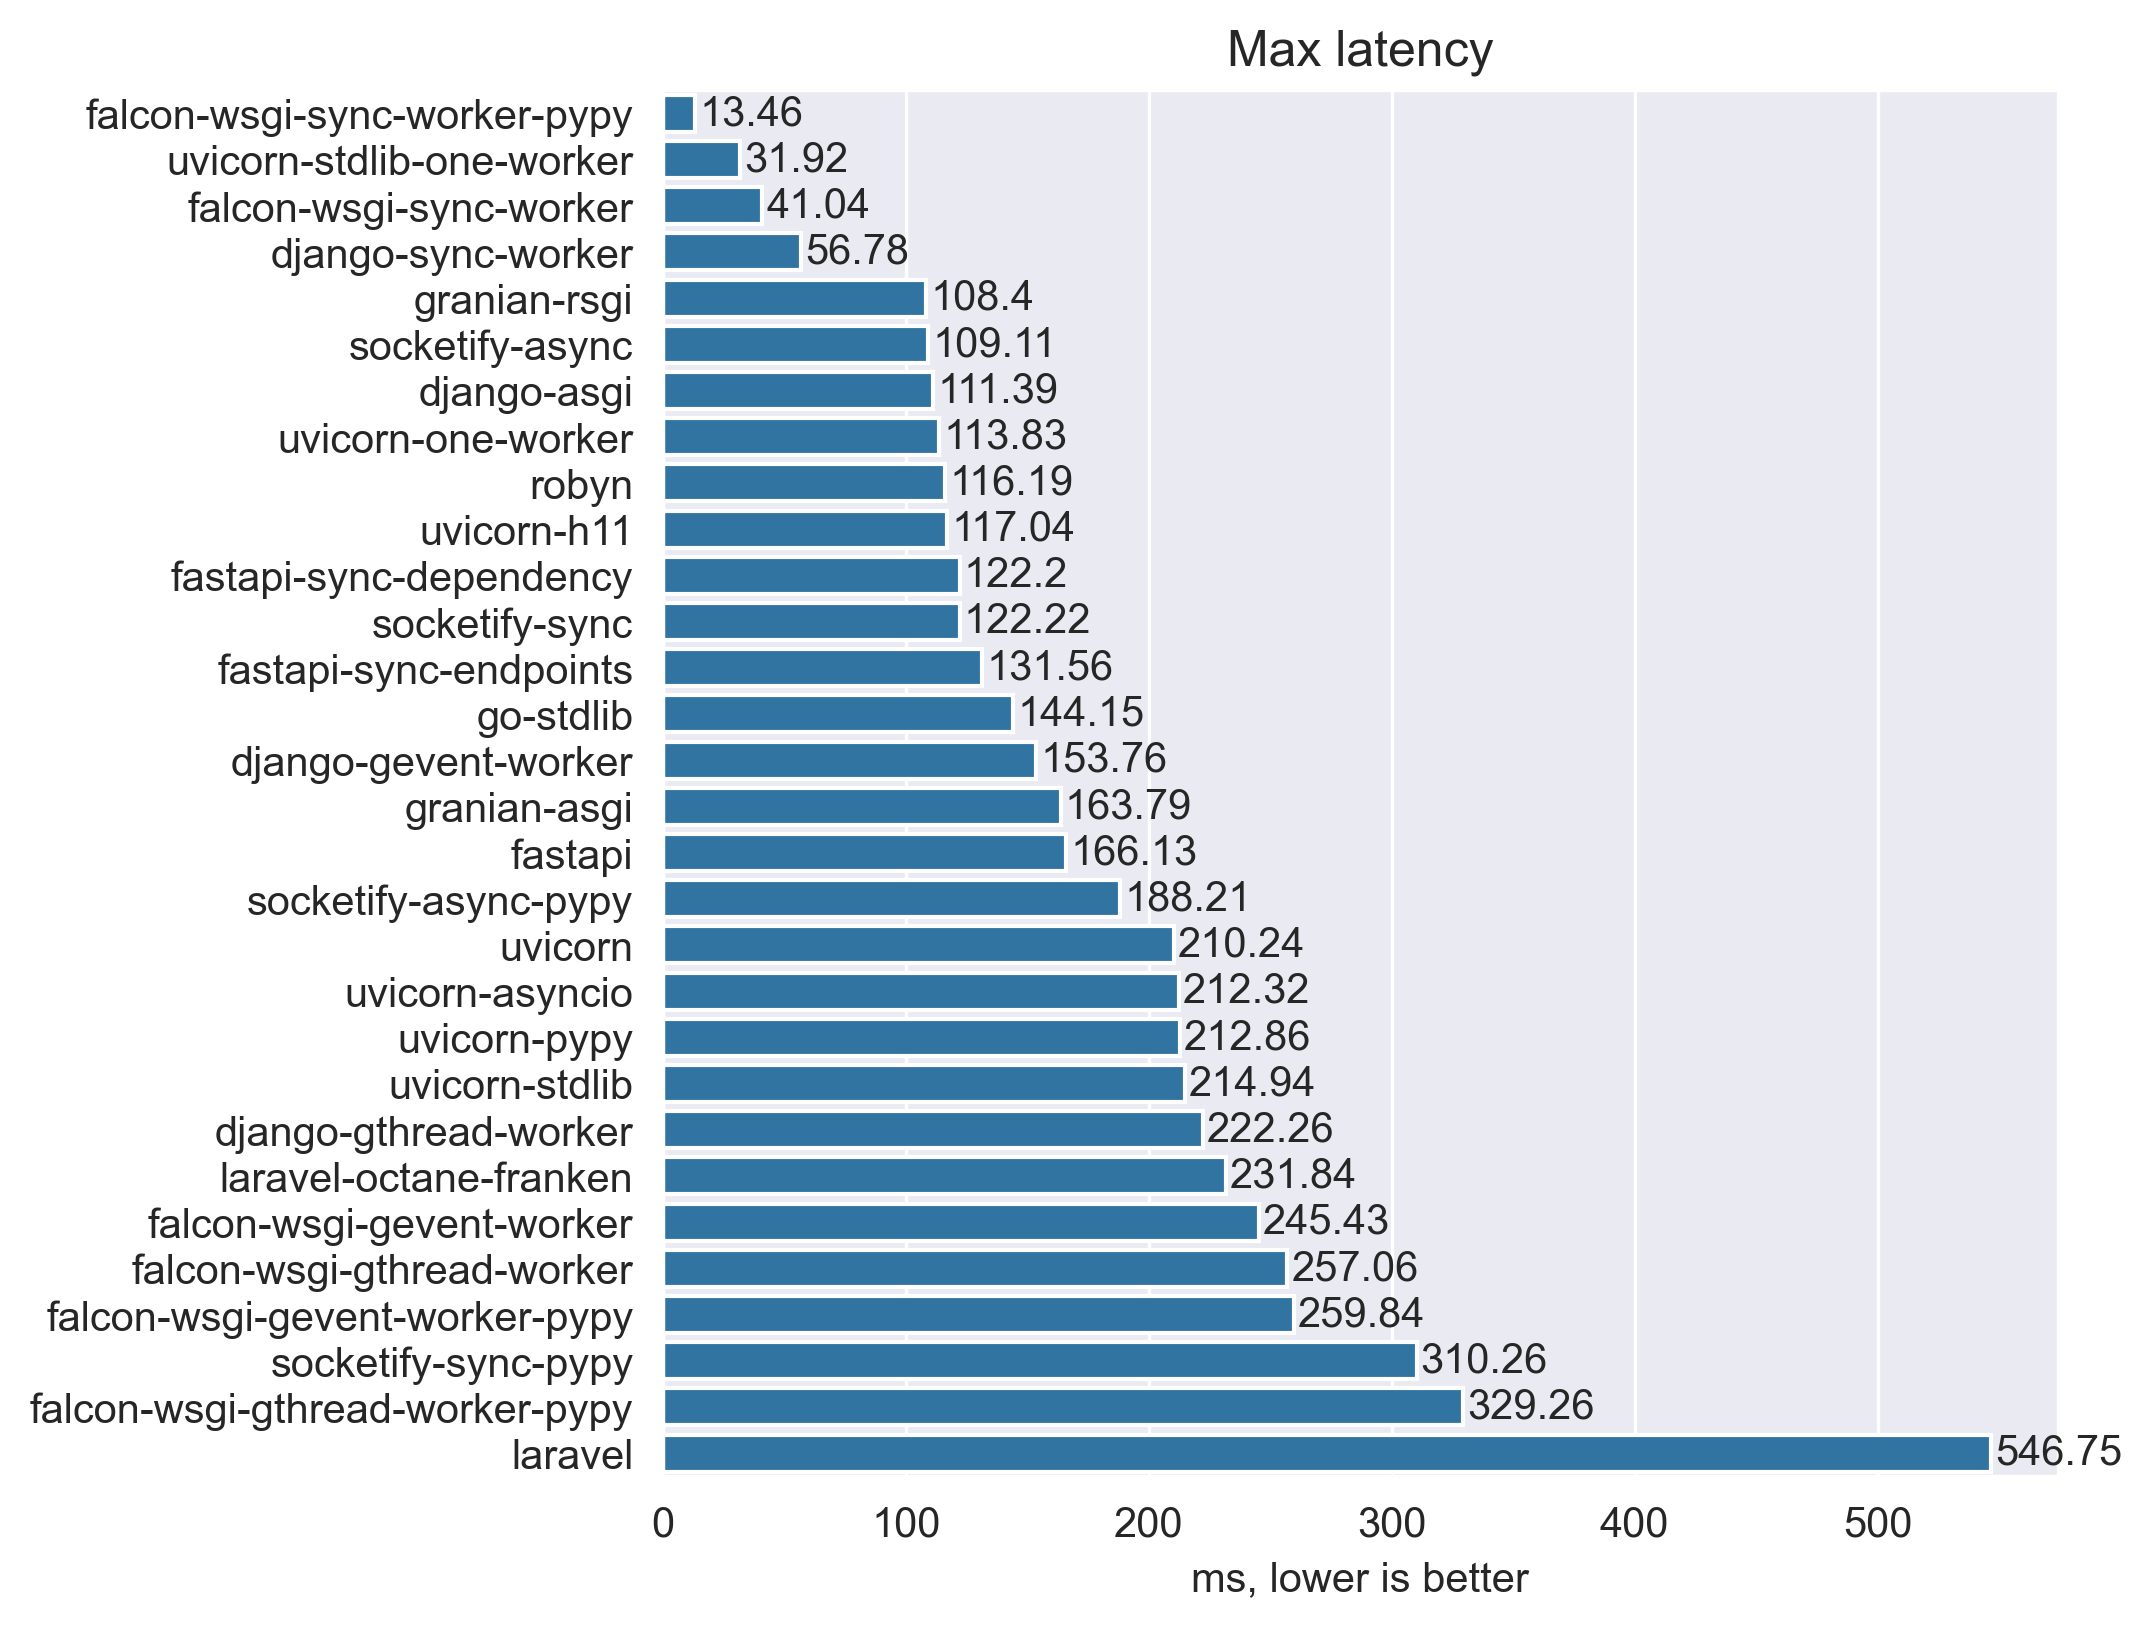 Max latency
falcon-wsgi-sync-worker-pypy 13.46
uvicorn-stdlib-one-worker 31.92
falcon-wsgi-sync-worker 41.04
django-sync-worker 56.78
granian-rsgi 108.4
socketify-async 109.11
django-asgi 111.39
uvicorn-one-worker 113.83
robyn 116.19
uvicorn-h11 117.04
fastapi-sync-dependency 122.2
socketify-sync 122.22
fastapi-sync-endpoints 131.56
go-stdlib 144.15
django-gevent-worker 153.76
granian-asgi 163.79
fastapi 166.13
socketify-async-pypy 188.21
uvicorn 210.24
uvicorn-asyncio 212.32
uvicorn-pypy 212.86
uvicorn-stdlib 214.94
django-gthread-worker 222.26
laravel-octane-franken 231.84
falcon-wsgi-gevent-worker 245.43
falcon-wsgi-gthread-worker 257.06
falcon-wsgi-gevent-worker-pypy 259.84
socketify-sync-pypy 310.26
falcon-wsgi-gthread-worker-pypy 329.26
laravel 546.75
0 100 200 300 400 500
ms, lower is better